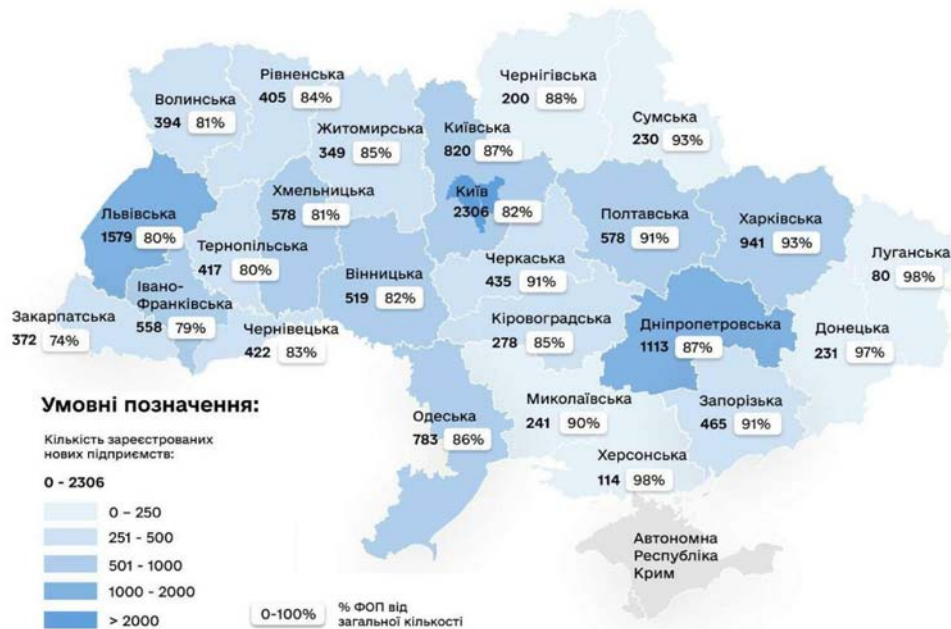 Чернігівська
200 88%
Рівненська
405 84%
Волинська
394 81%
Сумська
230 93%
Житомирська
349 85%
Київська
820 87%
Хмельницька
578 81%
Київ
2306 82%
Львівська
1579 80%
Полтавська
578 91%
Харківська
941 93%
Тернопільська
417 80%
Луганська
80 98%
Черкаська
435 91%
Вінницька
519 82%
Івано-
Франківська
558 79%
Закарпатська
372 74%
Чернівецька
422 83%
Кіровоградська
278 85%
Дніпропетровська
1113 87%
Донецька
231 97%
Миколаївська
241 90%
Запорізька
465 91%
Одеська
783 86%
Херсонська
114 98%
Автономна
Республіка
Крим
Умовні позначення:
Кількість зареєстрованих
нових підприємств:
0 - 2306
0 – 250
251 - 500
501 - 1000
1000 - 2000
> 2000
0-100%
% ФОП від
загальної кількості